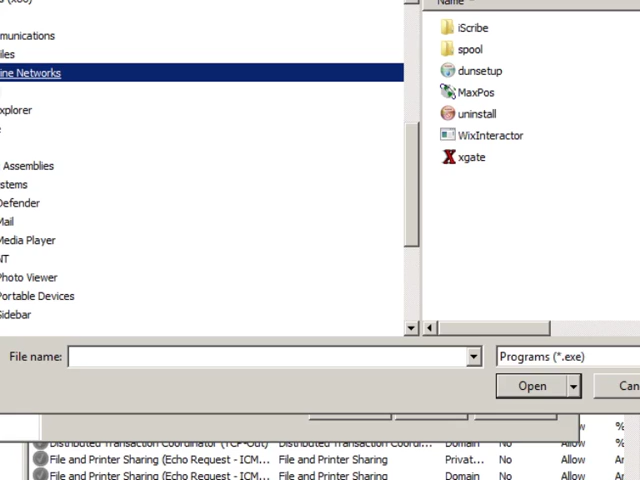 munications
iles
ine Networks
xplorer
Assemblies
stems
Defender
Mail
Media Player
NT
Photo Viewer
Portable Devices
Sidebar
Name
iScribe
spool
dunsetup
MaxPos
uninstall
WixInteractor
xgate
File name:
Programs (*.exe)
Open
Can
Distributed Transaction Coordinator (TCP-Out) Distributed Transaction Coordi... Domain No Allow %
File and Printer Sharing (Echo Request - ICM... File and Printer Sharing Privat... No Allow Ar
File and Printer Sharing (Echo Request - ICM... File and Printer Sharing Domain No Allow